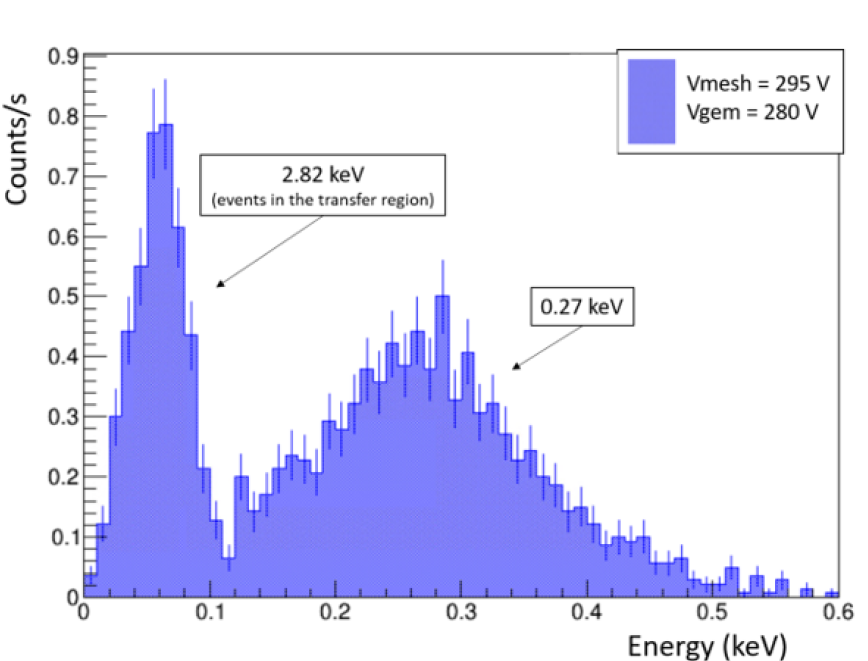 Counts/s
0.9
0.8
0.7
0.6
0.5
0.4
0.3
0.2
0.1
0
Vmesh = 295 V
Vgem = 280 V
2.82 keV
(events in the transfer region)
0.27 keV
0 0.1 0.2 0.3 0.4 0.5 0.6
Energy (keV)